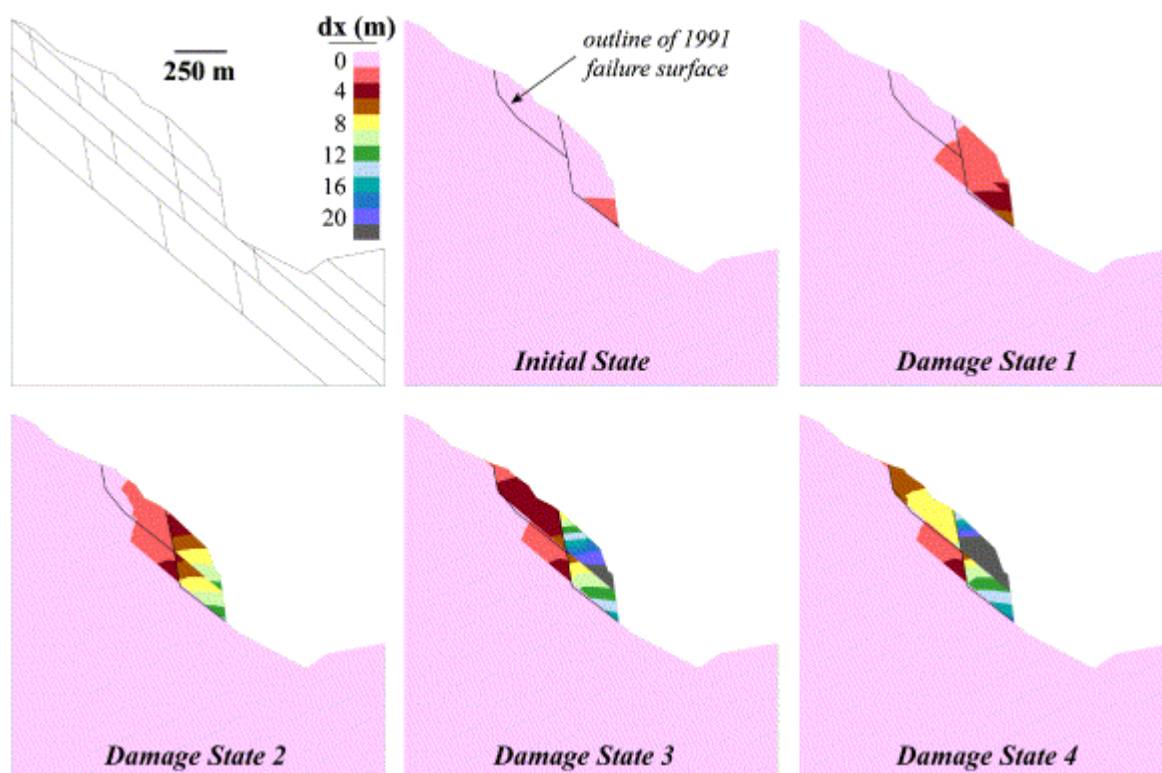 250 m
dx (m)
0
4
8
12
16
20
outline of 1991
failure surface
Initial State
Damage State 1
Damage State 2
Damage State 3
Damage State 4